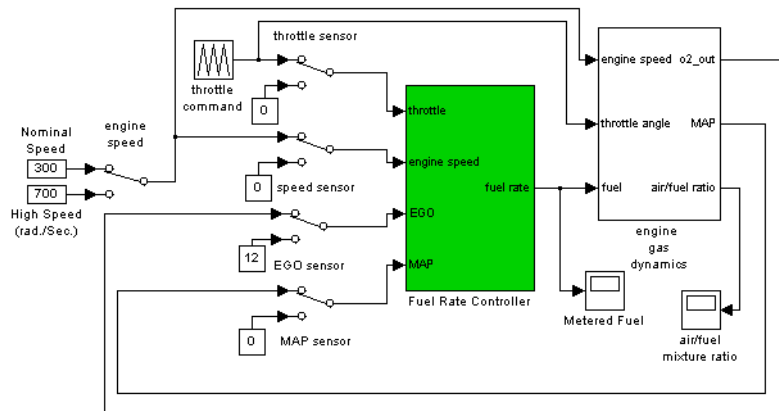 throttle sensor
throttle
command
0
Nominal
Speed
300
700
High Speed
(rad./Sec.)
engine
speed
0
speed sensor
12
EGO sensor
0
MAP sensor
throttle
engine speed
EGO
MAP
fuel rate
Fuel Rate Controller
engine speed
throttle angle
fuel
o2_out
MAP
air/fuel ratio
engine
gas
dynamics
Metered Fuel
air/fuel
mixture ratio